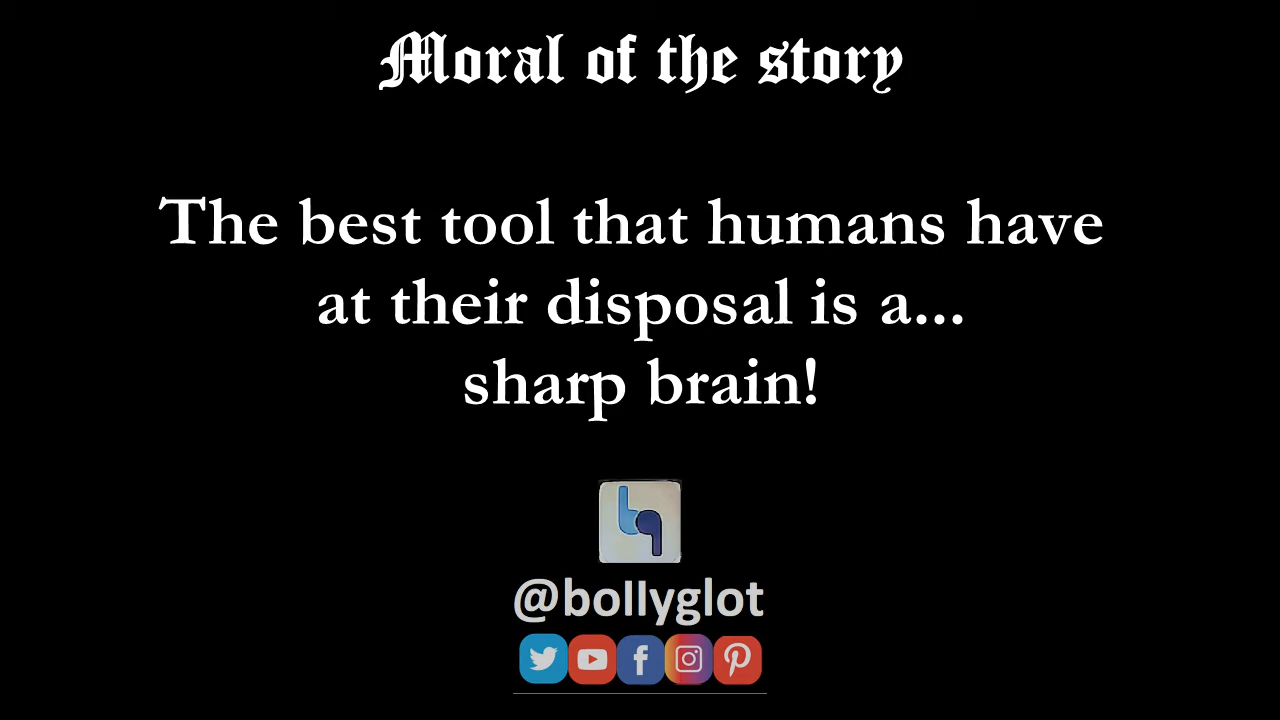 Moral of the story
The best tool that humans have
at their disposal is a...
sharp brain!
@bollyglot